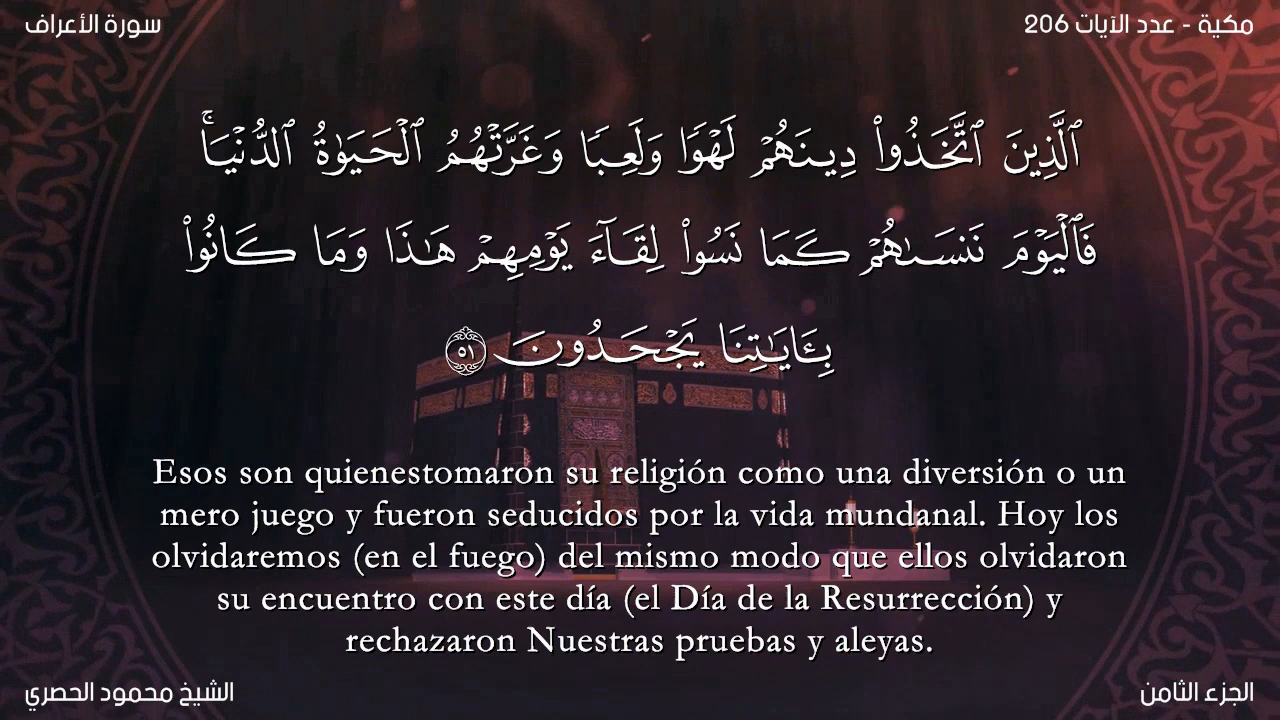 مكية - عدد الآيات 206
سورة الأعراف
ٱلَّذِينَ ٱتَّخَذُوا۟ دِينَهُمْ لَهْوًا وَلَعِبًا وَغَرَّتْهُمُ ٱلْحَيَوٰةُ ٱلدُّنْيَا ۚ
فَٱلْيَوْمَ نَنسَىٰهُمْ كَمَا نَسُوا۟ لِقَآءَ يَوْمِهِمْ هَـٰذَا وَمَا كَانُوا۟
بِـَٔايَـٰتِنَا يَجْحَدُونَ ٥١
Esos son quienestomaron su religión como una diversión o un
mero juego y fueron seducidos por la vida mundanal. Hoy los
olvidaremos (en el fuego) del mismo modo que ellos olvidaron
su encuentro con este día (el Día de la Resurrección) y
rechazaron Nuestras pruebas y aleyas.
الجزء الثامن
الشيخ محمود الحصري